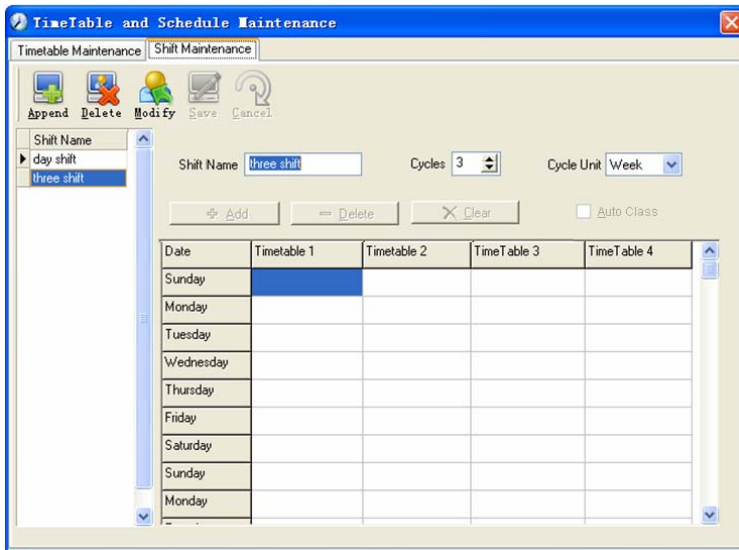 TimeTable and Schedule Maintenance
Timetable Maintenance Shift Maintenance
Append Delete Modify Save Cancel
Shift Name
day shift
three shift
Shift Name three shift Cycles 3 Cycle Unit Week
Add Delete Clear Auto Class
Date Timetable 1 Timetable 2 TimeTable 3 TimeTable 4
Sunday
Monday
Tuesday
Wednesday
Thursday
Friday
Saturday
Sunday
Monday